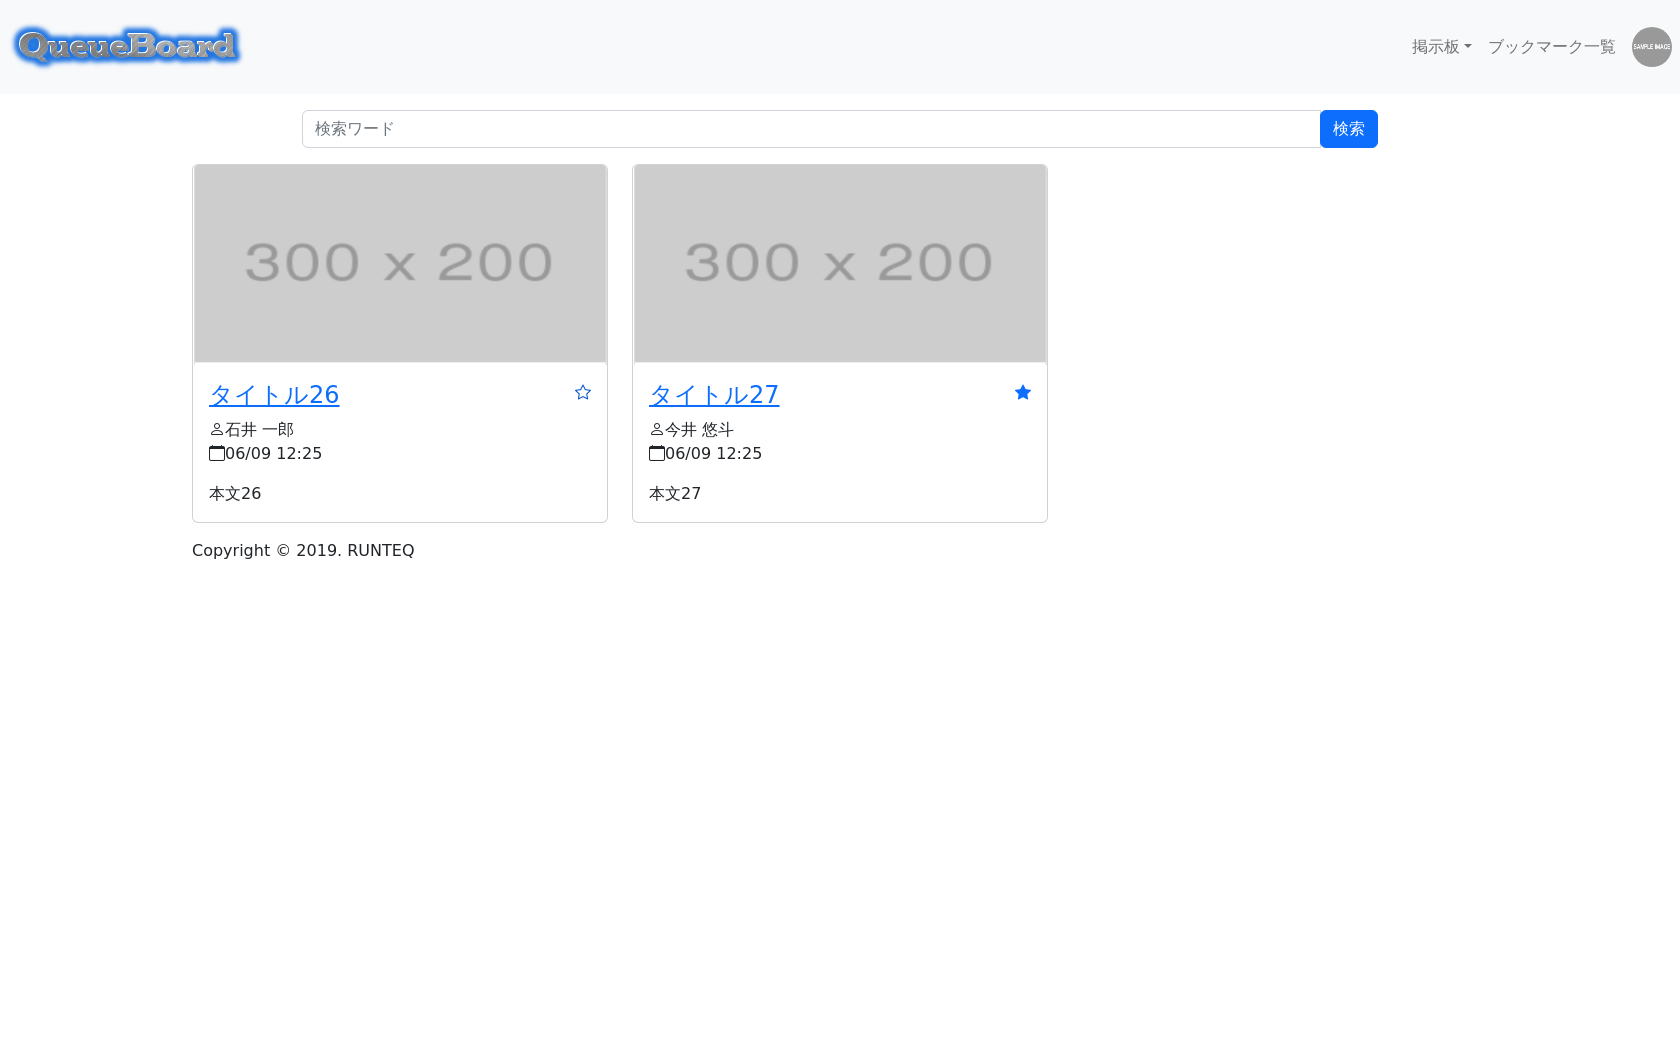 QueueBoard
掲示板
ブックマーク一覧
SAMPLE IMAGE
検索ワード
検索
300 x 200
300 x 200
タイトル26
石井 一郎
06/09 12:25
本文26
タイトル27
今井 悠斗
06/09 12:25
本文27
Copyright © 2019. RUNTEQ